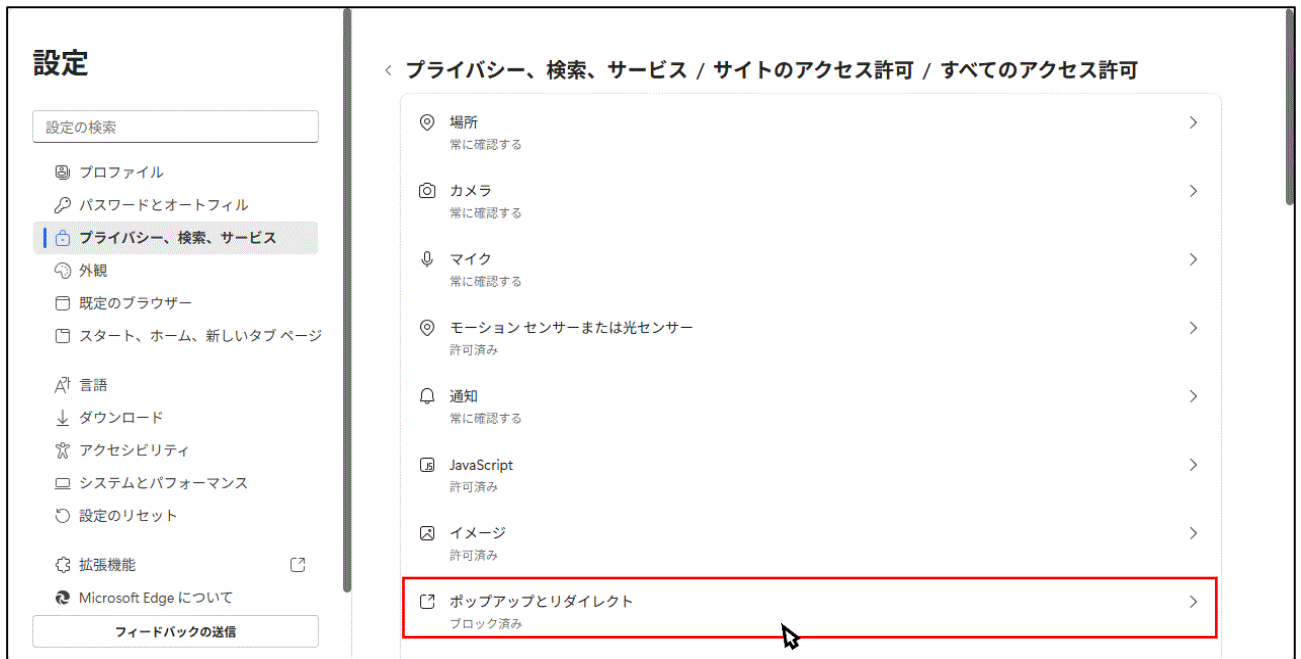 設定
設定の検索
プロファイル
パスワードとオートフィル
プライバシー、検索、サービス
外観
既定のブラウザー
スタート、ホーム、新しいタブ ページ
言語
ダウンロード
アクセシビリティ
システムとパフォーマンス
設定のリセット
拡張機能
Microsoft Edge について
フィードバックの送信
プライバシー、検索、サービス / サイトのアクセス許可 / すべてのアクセス許可
場所
常に確認する
カメラ
常に確認する
マイク
常に確認する
モーション センサーまたは光センサー
許可済み
通知
常に確認する
JavaScript
許可済み
イメージ
許可済み
ポップアップとリダイレクト
ブロック済み